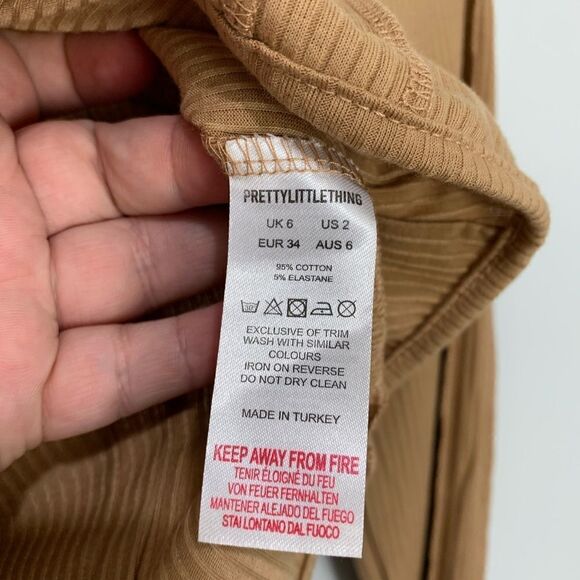 PRETTYLITTLETHING
UK 6 US 2
EUR 34 AUS 6
95% COTTON
5% ELASTANE
30°
EXCLUSIVE OF TRIM
WASH WITH SIMILAR
COLOURS
IRON ON REVERSE
DO NOT DRY CLEAN
MADE IN TURKEY
KEEP AWAY FROM FIRE
TENIR ÉLOIGNÉ DU FEU
VON FEUER FERNHALTEN
MANTENER ALEJADO DEL FUEGO
STAI LONTANO DAL FUOCO